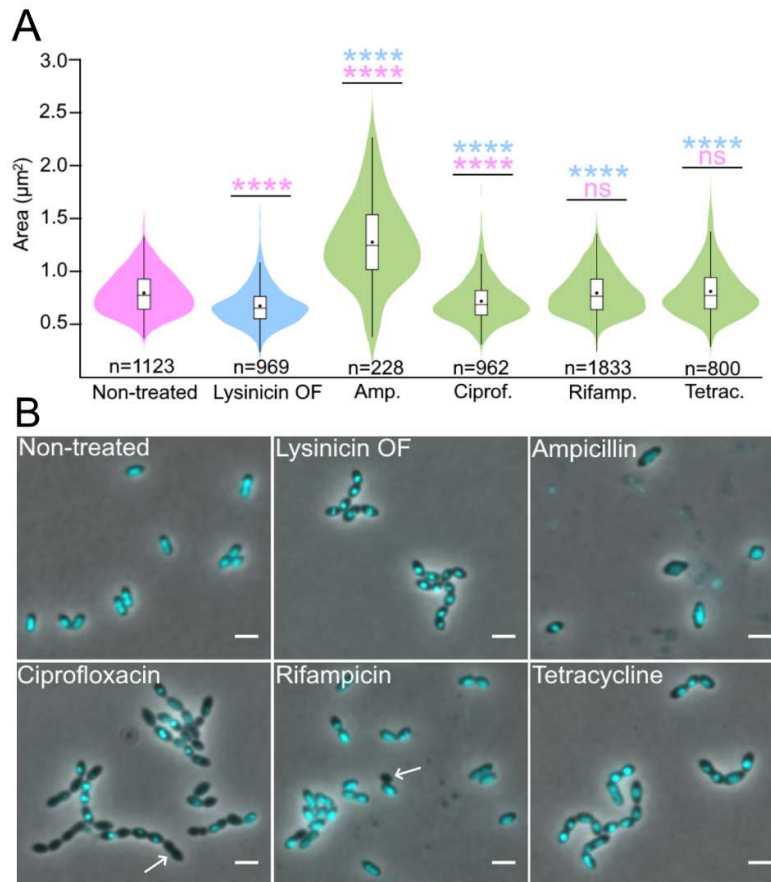 A
Area (μm²)
3.0
2.5
2.0
1.5
1.0
0.5
****
****
****
****
****
****
ns
****
ns
n=1123
n=969
n=228
n=962
n=1833
n=800
Non-treated
Lysinicin OF
Amp.
Ciprof.
Rifamp.
Tetrac.
B
Non-treated
Lysinicin OF
Ampicillin
Ciprofloxacin
Rifampicin
Tetracycline